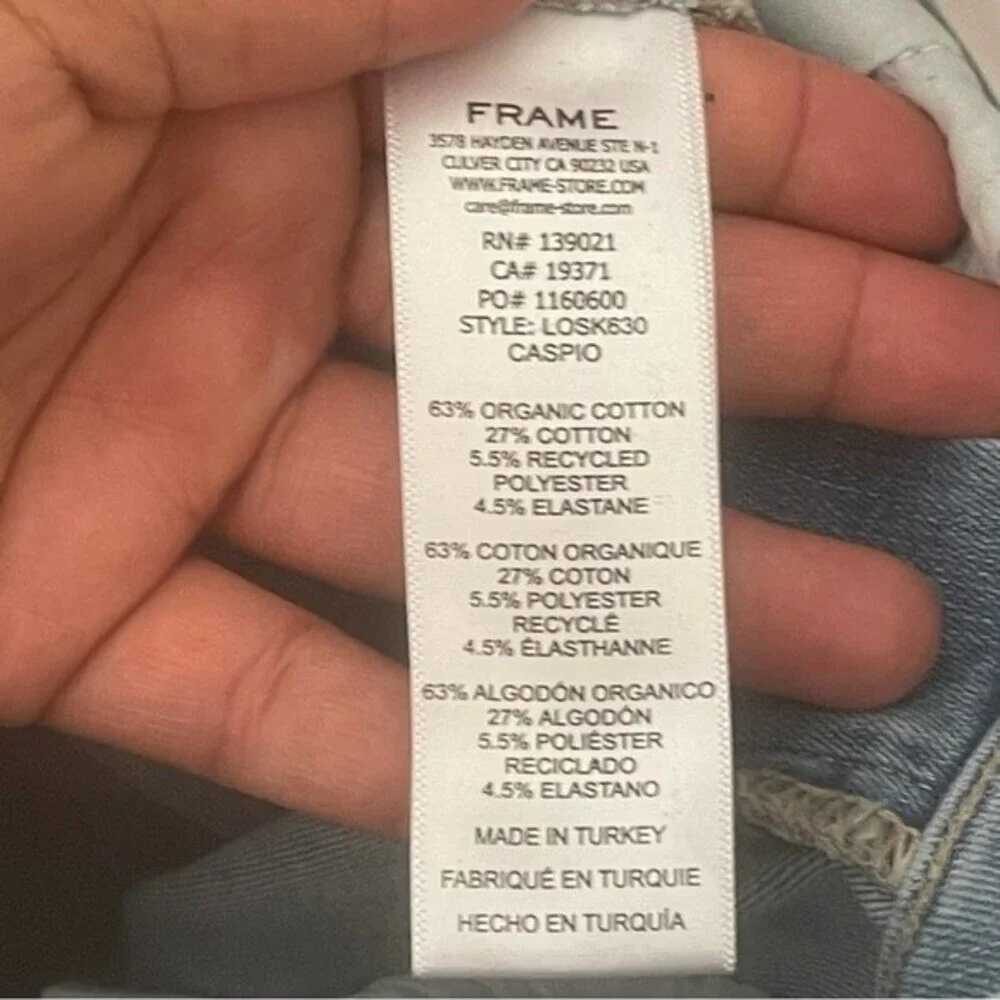 FRAME
3578 HAYDEN AVENUE STE N-1
CULVER CITY CA 90232 USA
WWW.FRAME-STORE.COM
care@frame-store.com
RN# 139021
CA# 19371
PO# 1160600
STYLE: LOSK630
CASPIO
63% ORGANIC COTTON
27% COTTON
5.5% RECYCLED
POLYESTER
4.5% ELASTANE
63% COTON ORGANIQUE
27% COTON
5.5% POLYESTER
RECYCLÉ
4.5% ÉLASTHANNE
63% ALGODÓN ORGANICO
27% ALGODÓN
5.5% POLIÉSTER
RECICLADO
4.5% ELASTANO
MADE IN TURKEY
FABRIQUÉ EN TURQUIE
HECHO EN TURQUÍA